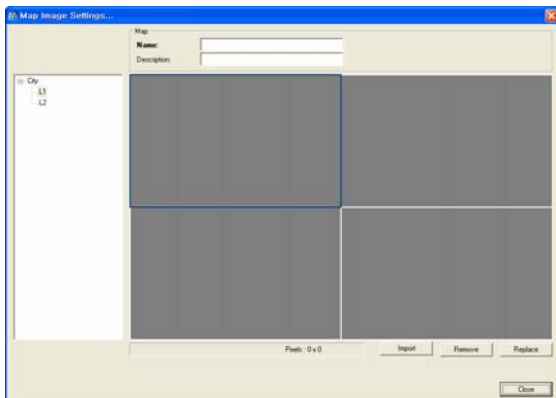 Map Image Settings...
Map
Name:
Description:
City
L1
L2
Pixels : 0 x 0
Import
Remove
Replace
Close